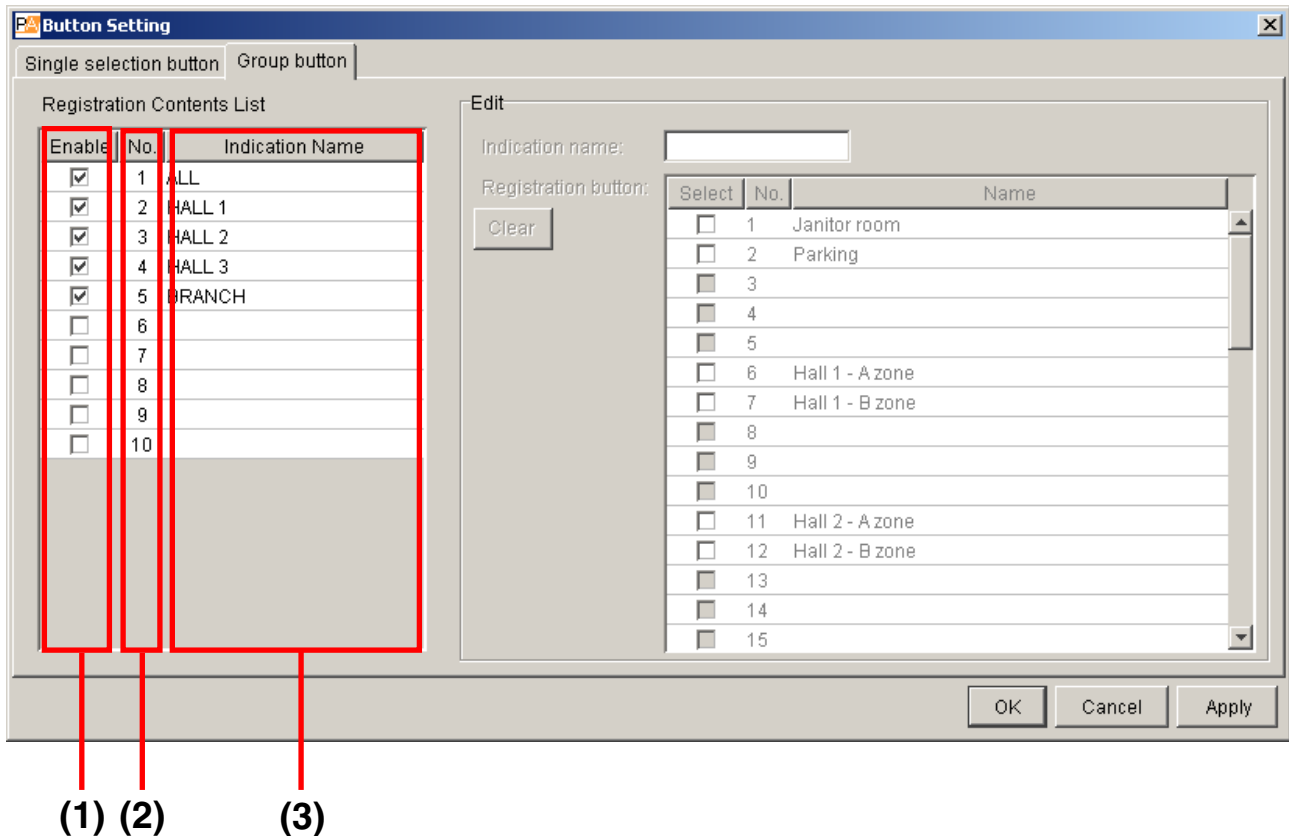 PA Button Setting
Single selection button Group button
Registration Contents List
Enable No. Indication Name
1 ALL
2 HALL 1
3 HALL 2
4 HALL 3
5 BRANCH
6
7
8
9
10
Edit
Indication name:
Registration button:
Clear
Select No. Name
1 Janitor room
2 Parking
3
4
5
6 Hall 1 - A zone
7 Hall 1 - B zone
8
9
10
11 Hall 2 - A zone
12 Hall 2 - B zone
13
14
15
OK Cancel Apply
(1) (2) (3)